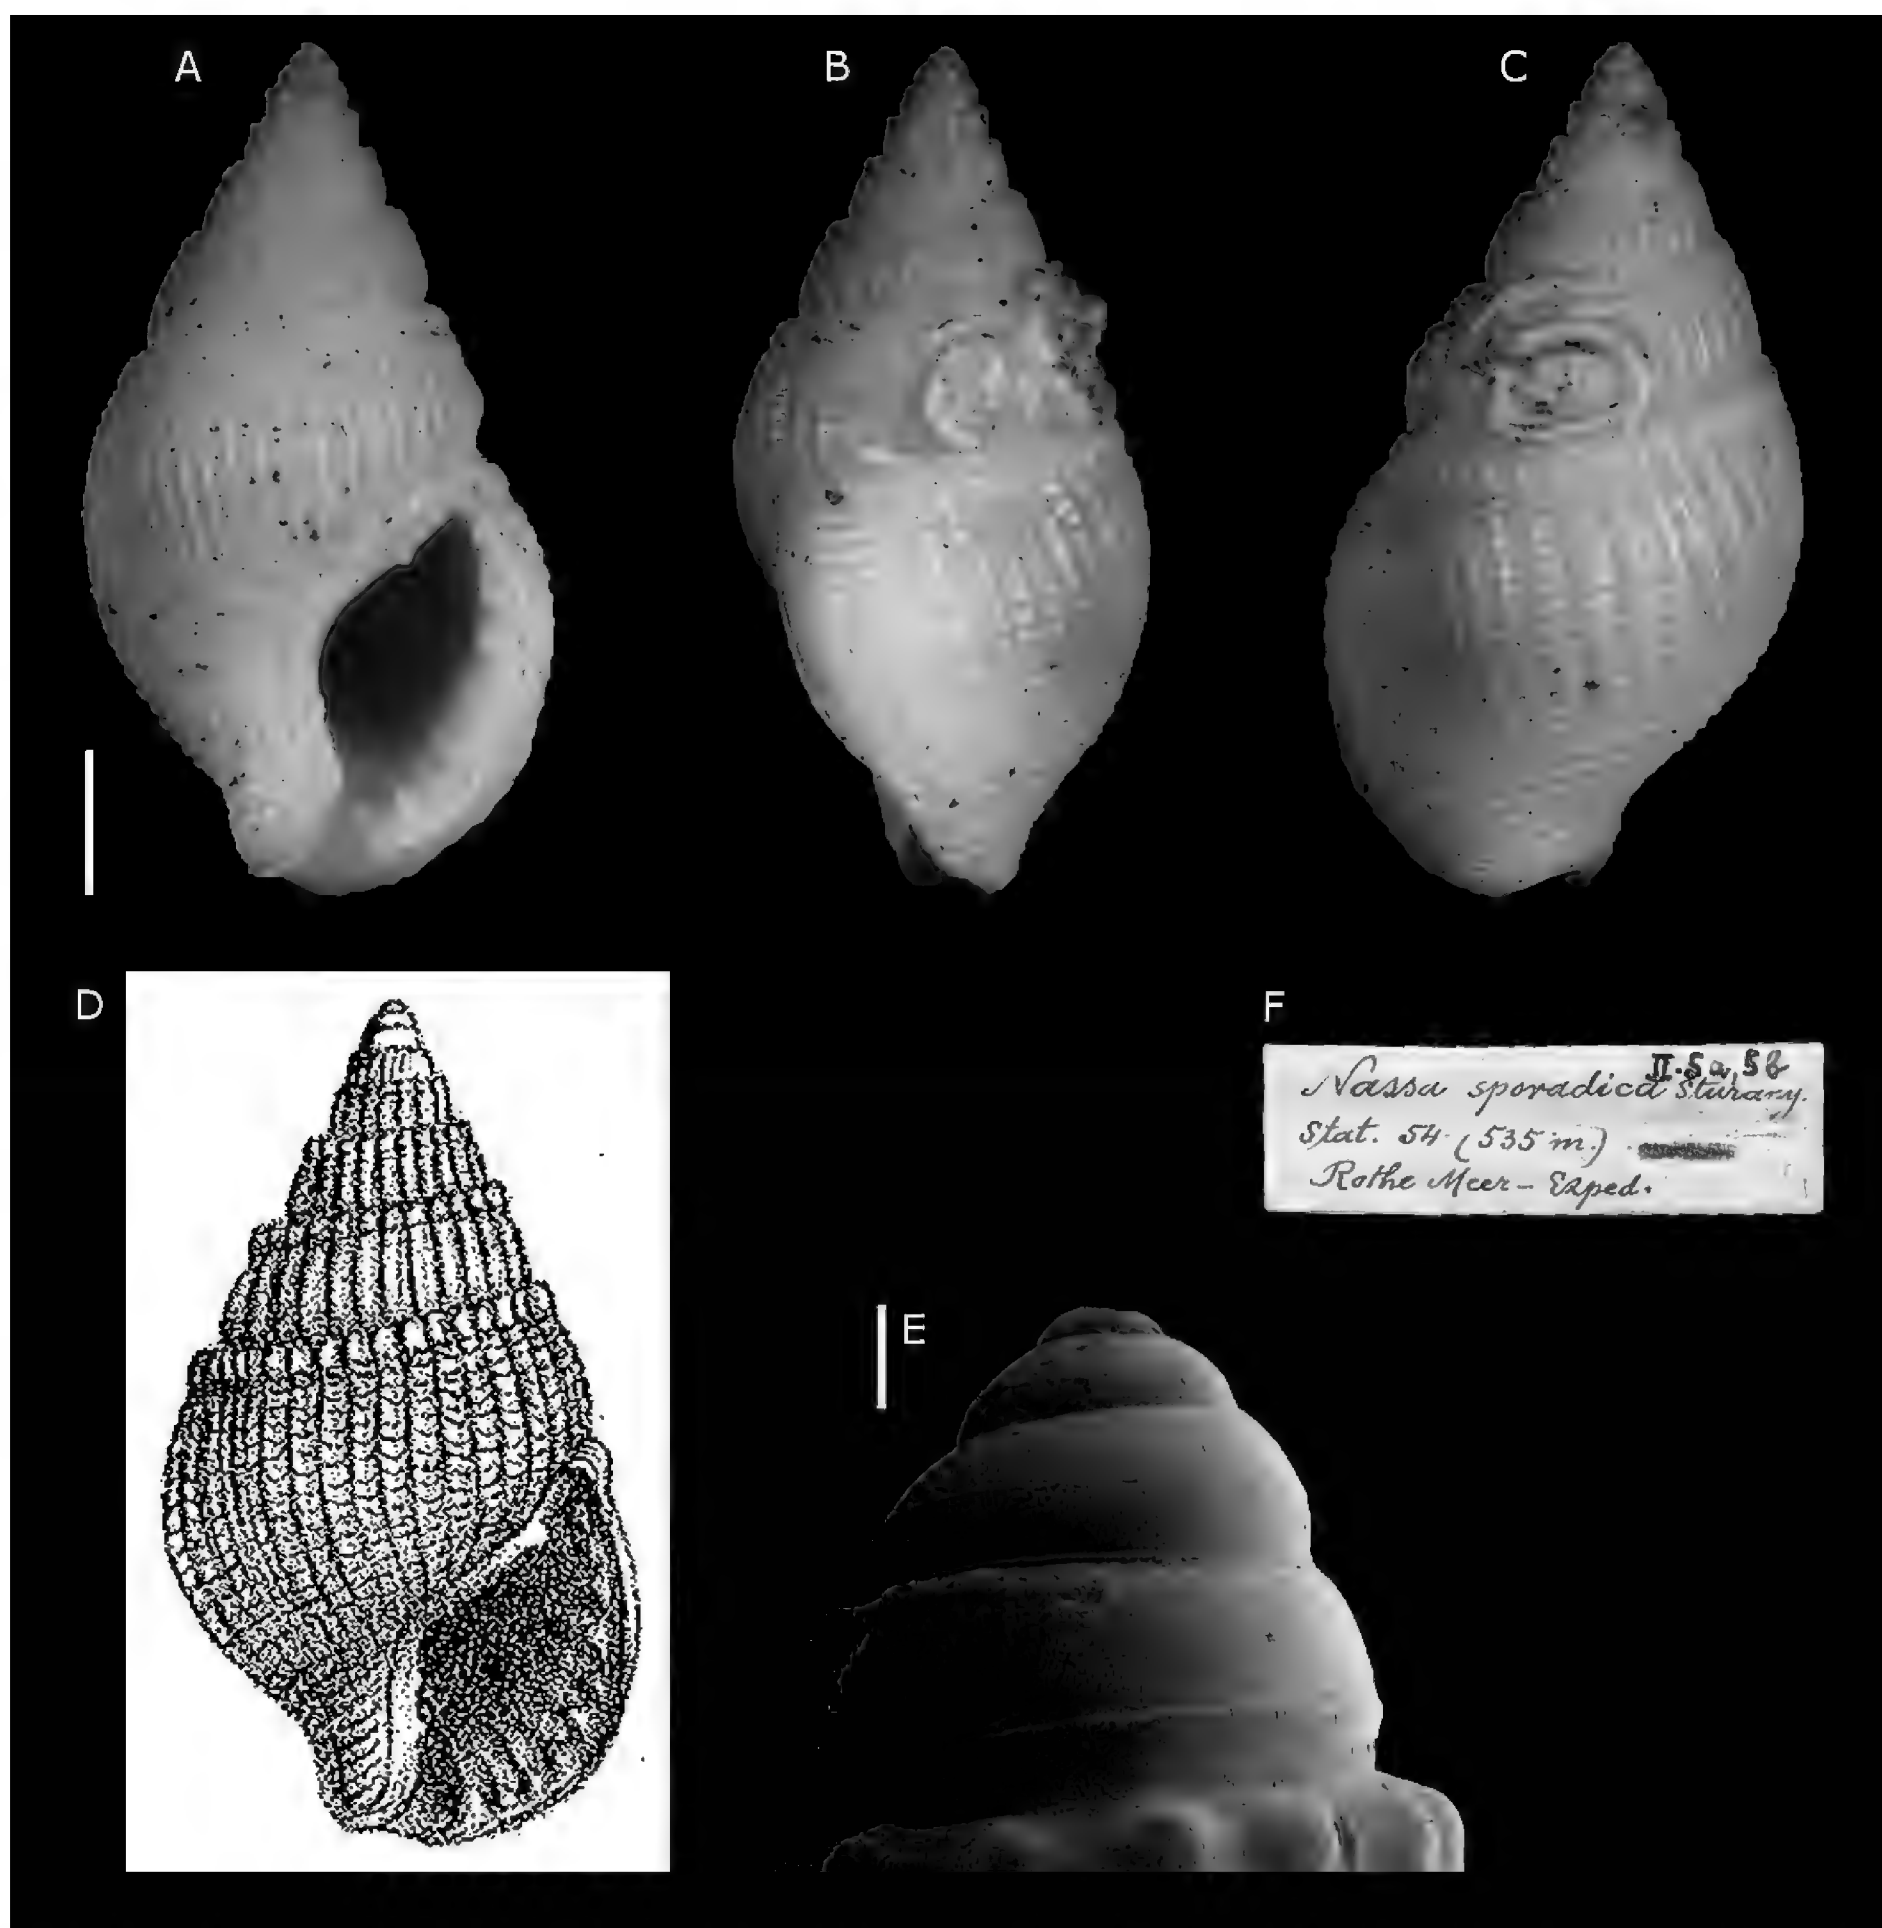 A
B
C
D
F
II. 5a, 5b
Nassa sporadica Sturany.
Stat. 54 (535 m.)
Rothe Meer - Exped.
E